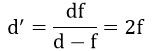 d′ = df / (d – f) = 2f